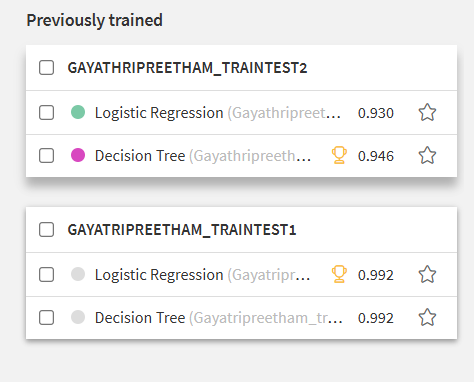 Previously trained
GAYATHRIPREETHAM_TRAINTEST2
Logistic Regression (Gayathripreet... 0.930
Decision Tree (Gayathripreeth... 0.946
GAYATRIPREETHAM_TRAINTEST1
Logistic Regression (Gayatripr... 0.992
Decision Tree (Gayatripreetham_tr... 0.992